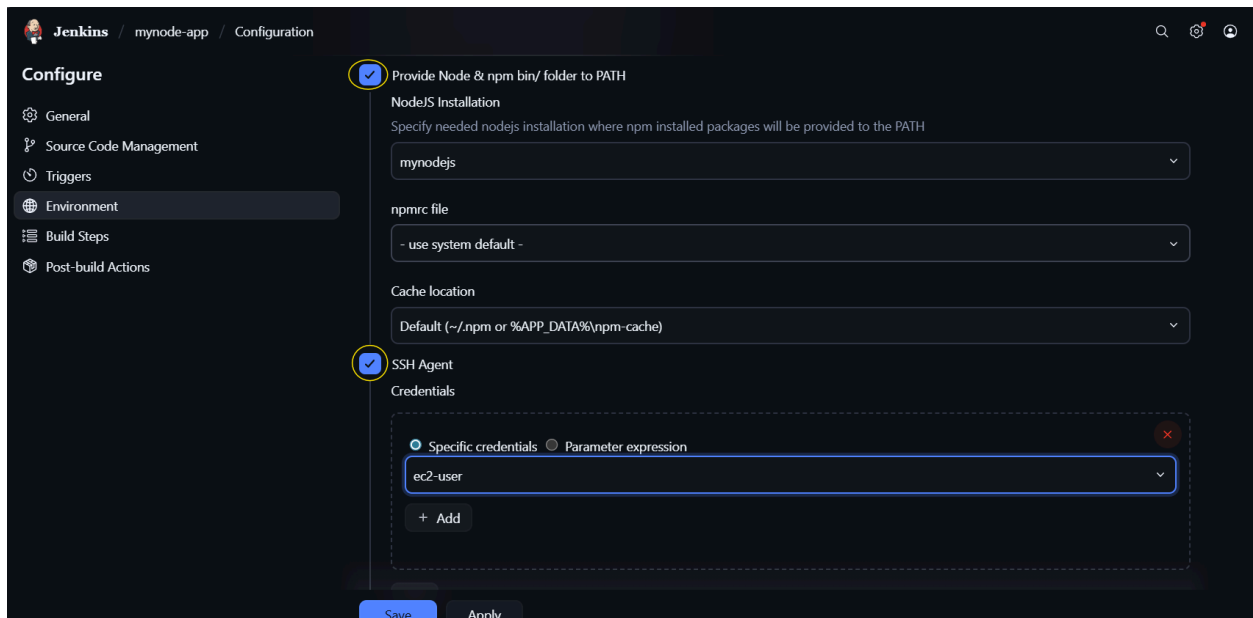 Jenkins / mynode-app / Configuration
Configure
General
Source Code Management
Triggers
Environment
Build Steps
Post-build Actions
Provide Node & npm bin/ folder to PATH
NodeJS Installation
Specify needed nodejs installation where npm installed packages will be provided to the PATH
mynodejs
npmrc file
- use system default -
Cache location
Default (~/.npm or %APP_DATA%\npm-cache)
SSH Agent
Credentials
Specific credentials Parameter expression
ec2-user
+ Add
Save Apply